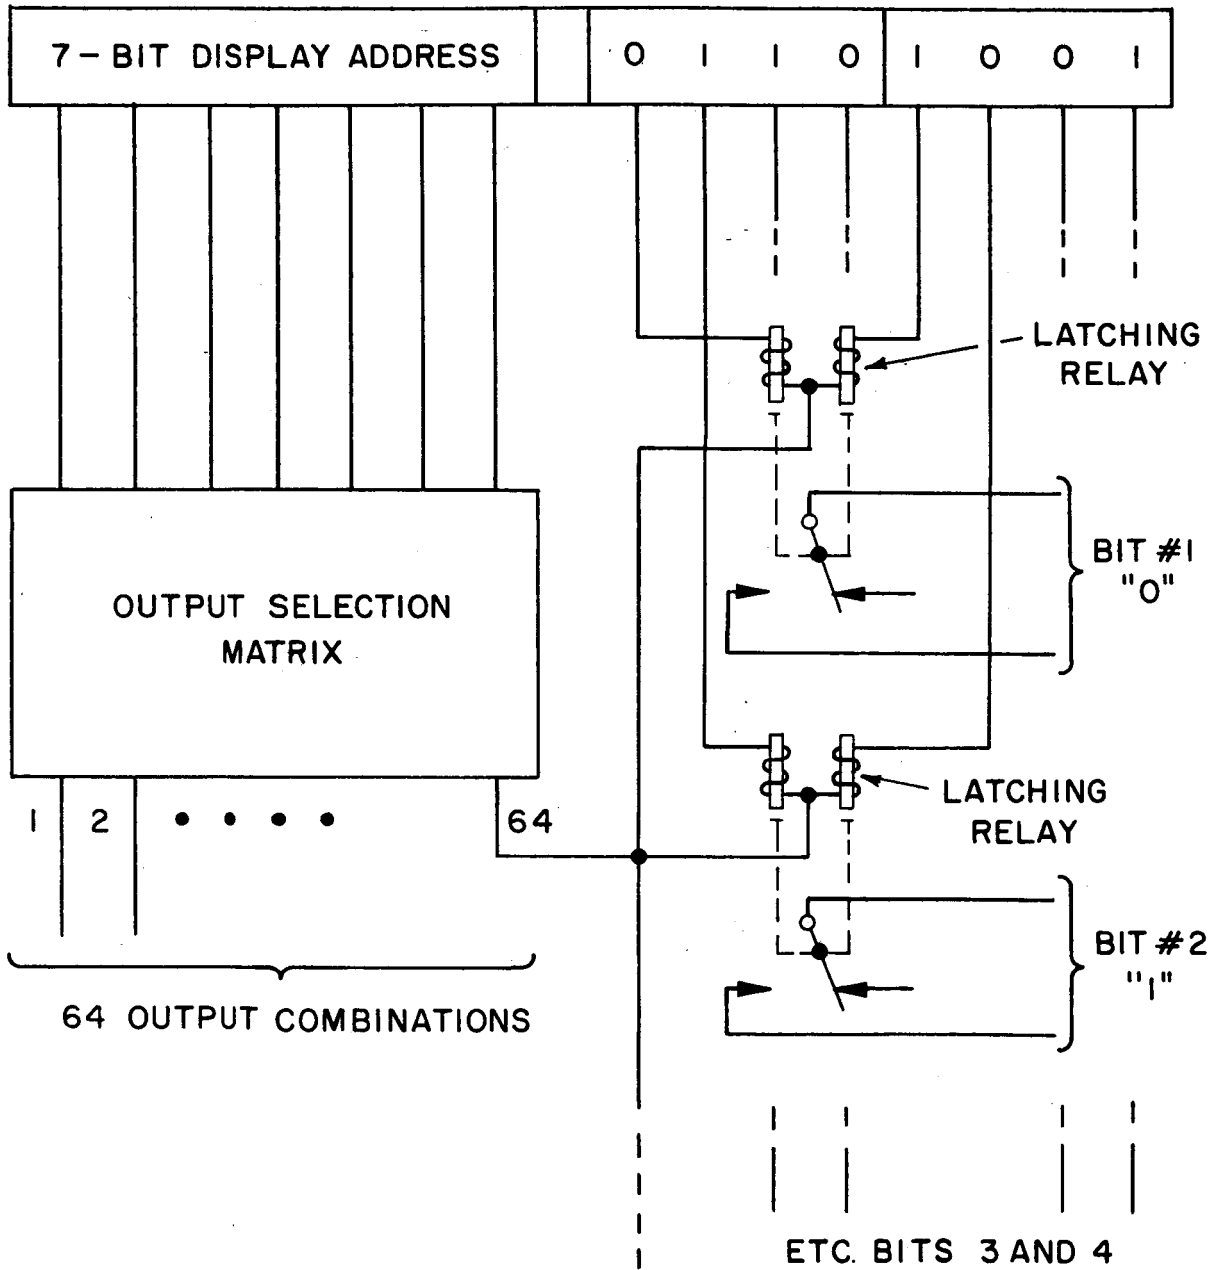 7-BIT DISPLAY ADDRESS
0 1 1 0 1 0 0 1
LATCHING
RELAY
BIT #1
"0"
OUTPUT SELECTION
MATRIX
1 2 64
LATCHING
RELAY
BIT #2
"1"
64 OUTPUT COMBINATIONS
ETC. BITS 3 AND 4